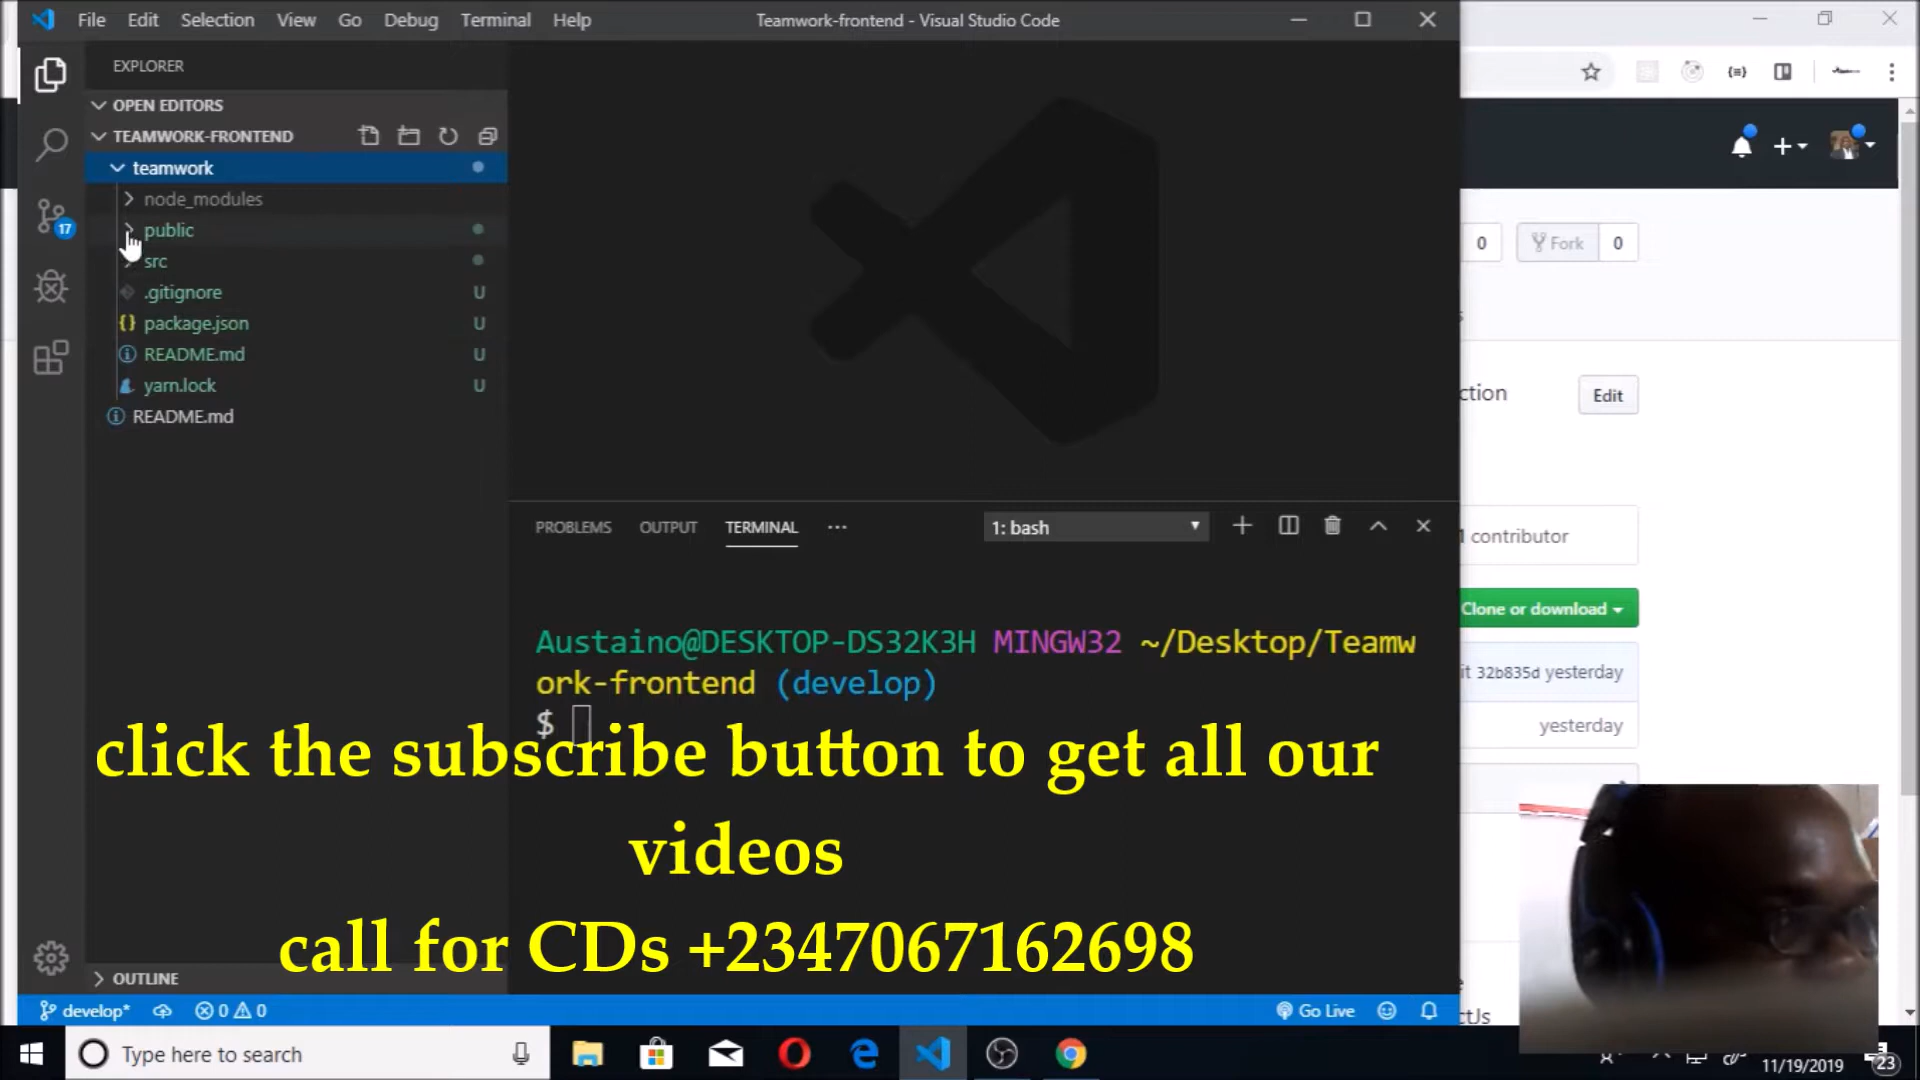 File Edit Selection View Go Debug Terminal Help
Teamwork-frontend - Visual Studio Code
EXPLORER
OPEN EDITORS
TEAMWORK-FRONTEND
teamwork
node_modules
public
src
.gitignore U
package.json U
README.md U
yarn.lock U
README.md
17
0
Fork 0
ction Edit
contributor
Clone or download
it 32b835d yesterday
yesterday
PROBLEMS OUTPUT TERMINAL ...
1: bash
Austaino@DESKTOP-DS32K3H MINGW32 ~/Desktop/Teamw
ork-frontend (develop)
$
click the subscribe button to get all our
videos
call for CDs +2347067162698
OUTLINE
develop* 0 0
Go Live
ctJs
Type here to search
11/19/2019
23